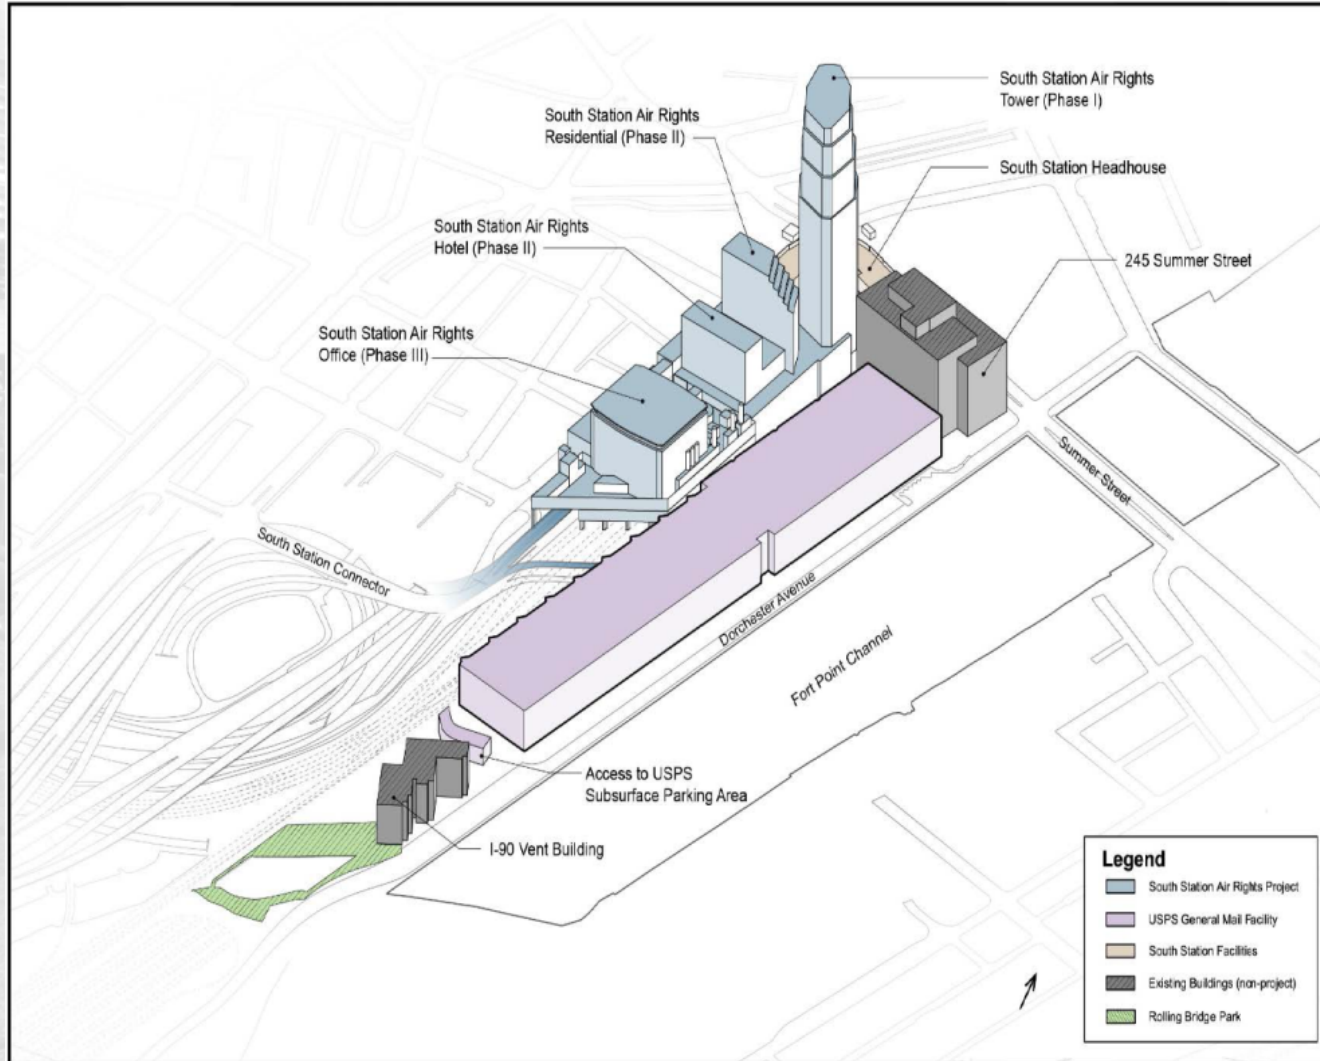 South Station Air Rights
Tower (Phase I)
South Station Air Rights
Residential (Phase II)
South Station Headhouse
South Station Air Rights
Hotel (Phase II)
245 Summer Street
South Station Air Rights
Office (Phase III)
Summer Street
South Station Connector
Dorchester Avenue
Fort Point Channel
Access to USPS
Subsurface Parking Area
I-90 Vent Building
Legend
South Station Air Rights Project
USPS General Mail Facility
South Station Facilities
Existing Buildings (non-project)
Rolling Bridge Park